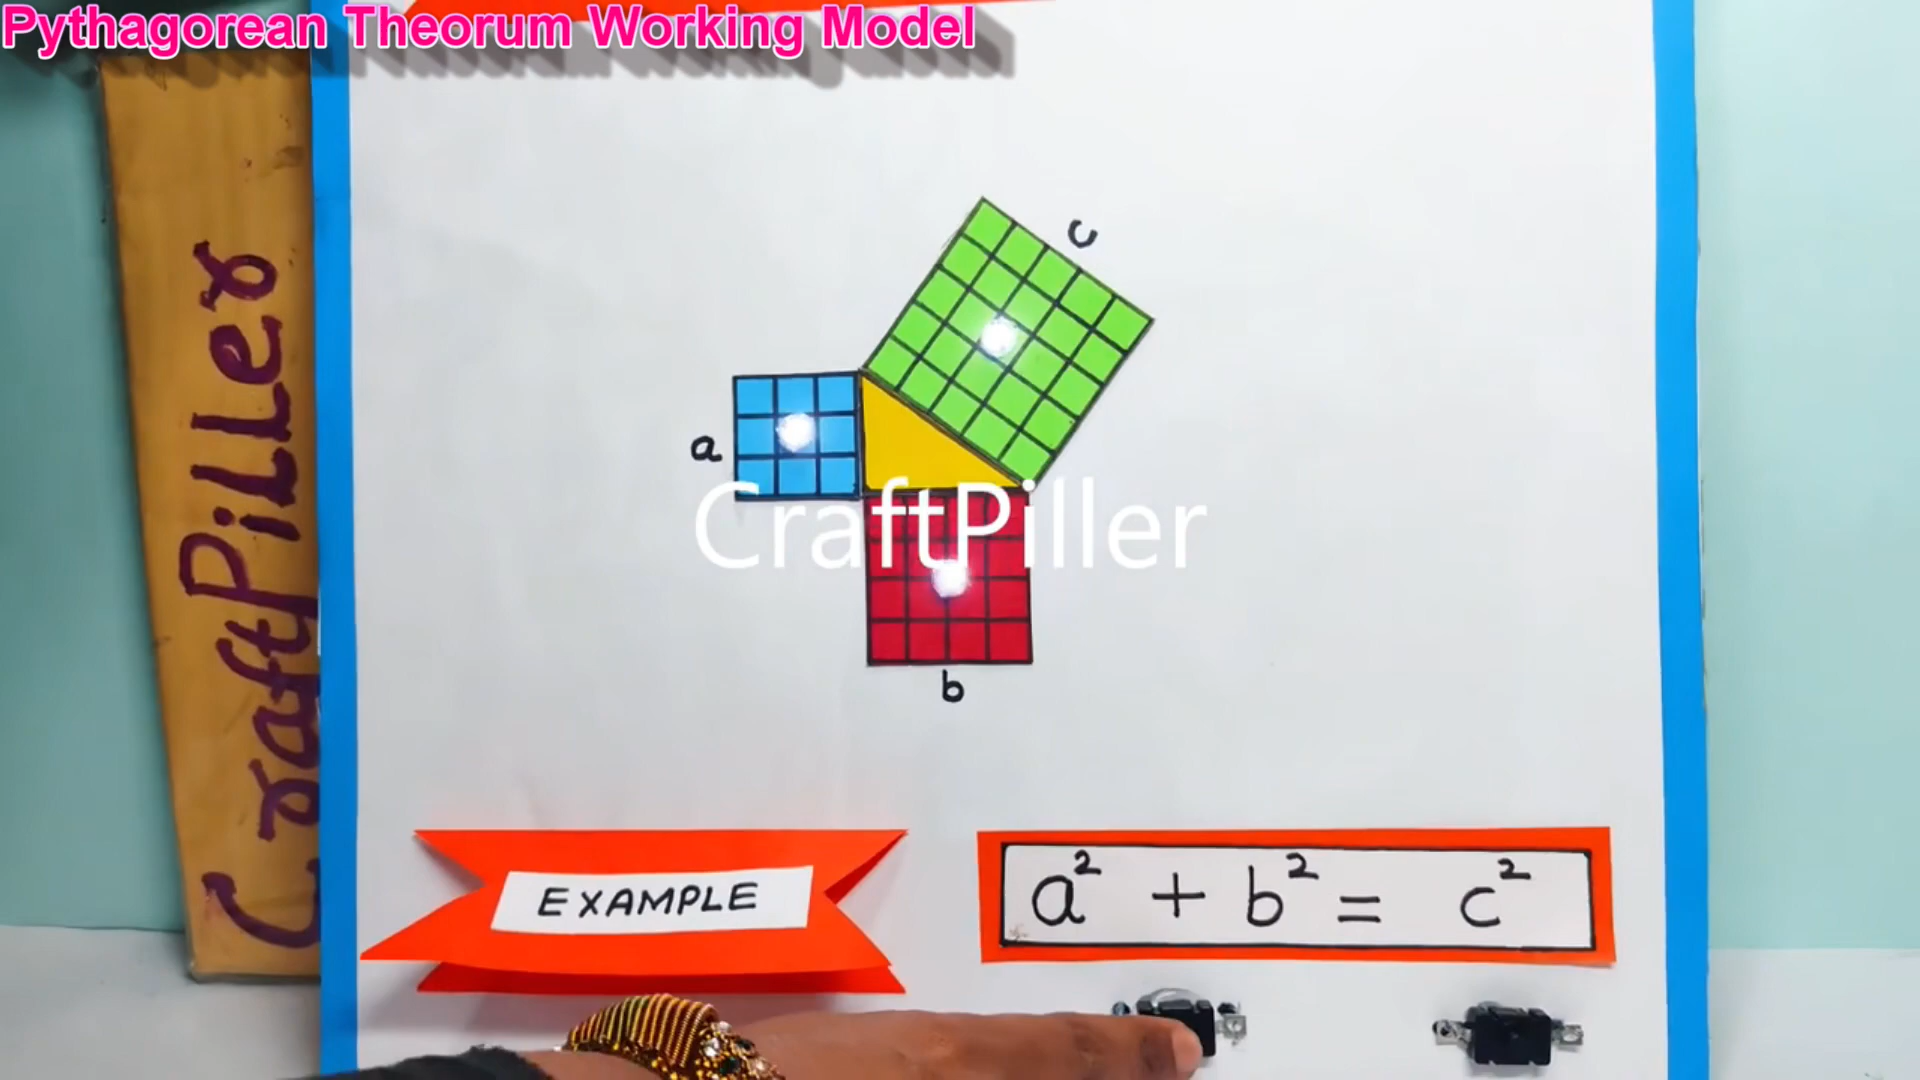 Pythagorean Theorum Working Model
CraftPiller
c
a
CraftPiller
b
EXAMPLE
a² + b² = c²